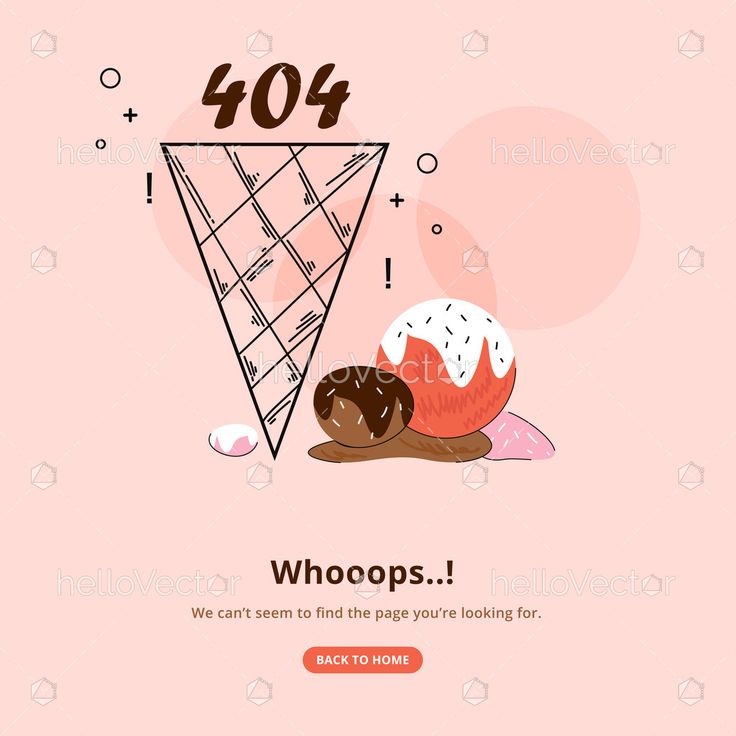 404
!
!
helloVector helloVector helloVector
helloVector
Whooops..!
helloVector helloVector
We can't seem to find the page you're looking for.
BACK TO HOME